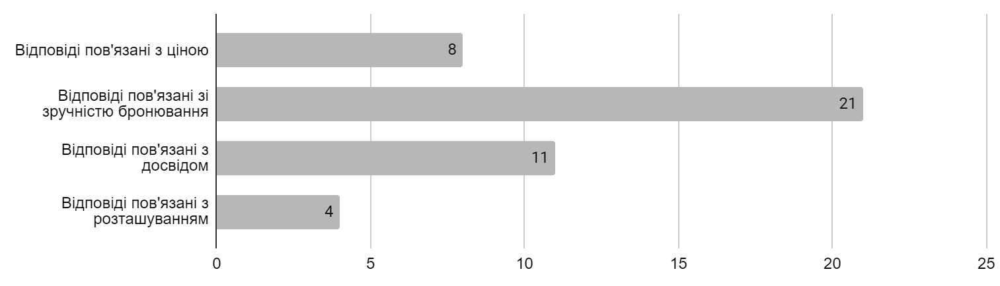 Відповіді пов'язані з ціною
8
Відповіді пов'язані зі
зручністю бронювання
21
Відповіді пов'язані з
досвідом
11
Відповіді пов'язані з
розташуванням
4
0 5 10 15 20 25